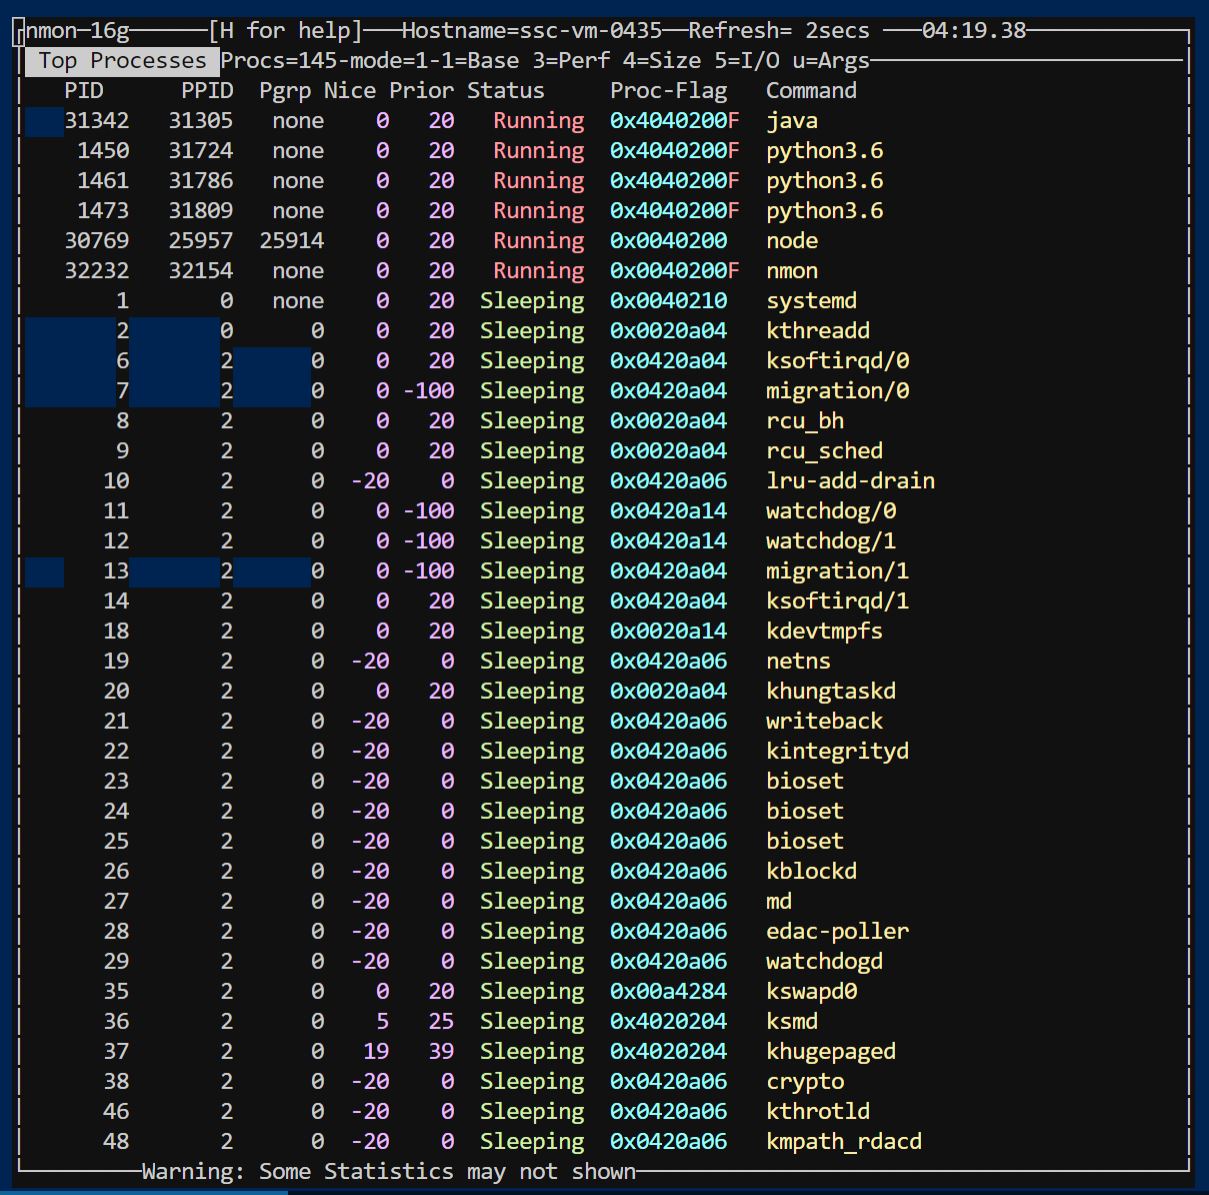 nmon-16g [H for help] Hostname=ssc-vm-0435 Refresh= 2secs 04:19.38
Top Processes Procs=145-mode=1-1=Base 3=Perf 4=Size 5=I/O u=Args
PID PPID Pgrp Nice Prior Status Proc-Flag Command
31342 31305 none 0 20 Running 0x4040200F java
1450 31724 none 0 20 Running 0x4040200F python3.6
1461 31786 none 0 20 Running 0x4040200F python3.6
1473 31809 none 0 20 Running 0x4040200F python3.6
30769 25957 25914 0 20 Running 0x0040200 node
32232 32154 none 0 20 Running 0x0040200F nmon
1 0 none 0 20 Sleeping 0x0040210 systemd
2 0 0 0 20 Sleeping 0x0020a04 kthreadd
6 2 0 0 20 Sleeping 0x0420a04 ksoftirqd/0
7 2 0 0 -100 Sleeping 0x0420a04 migration/0
8 2 0 0 20 Sleeping 0x0020a04 rcu_bh
9 2 0 0 20 Sleeping 0x0020a04 rcu_sched
10 2 0 -20 0 Sleeping 0x0420a06 lru-add-drain
11 2 0 0 -100 Sleeping 0x0420a14 watchdog/0
12 2 0 0 -100 Sleeping 0x0420a14 watchdog/1
13 2 0 0 -100 Sleeping 0x0420a04 migration/1
14 2 0 0 20 Sleeping 0x0420a04 ksoftirqd/1
18 2 0 0 20 Sleeping 0x0020a14 kdevtmpfs
19 2 0 -20 0 Sleeping 0x0420a06 netns
20 2 0 0 20 Sleeping 0x0020a04 khungtaskd
21 2 0 -20 0 Sleeping 0x0420a06 writeback
22 2 0 -20 0 Sleeping 0x0420a06 kintegrityd
23 2 0 -20 0 Sleeping 0x0420a06 bioset
24 2 0 -20 0 Sleeping 0x0420a06 bioset
25 2 0 -20 0 Sleeping 0x0420a06 bioset
26 2 0 -20 0 Sleeping 0x0420a06 kblockd
27 2 0 -20 0 Sleeping 0x0420a06 md
28 2 0 -20 0 Sleeping 0x0420a06 edac-poller
29 2 0 -20 0 Sleeping 0x0420a06 watchdogd
35 2 0 0 20 Sleeping 0x00a4284 kswapd0
36 2 0 5 25 Sleeping 0x4020204 ksmd
37 2 0 19 39 Sleeping 0x4020204 khugepaged
38 2 0 -20 0 Sleeping 0x0420a06 crypto
46 2 0 -20 0 Sleeping 0x0420a06 kthrotld
48 2 0 -20 0 Sleeping 0x0420a06 kmpath_rdacd
Warning: Some Statistics may not shown